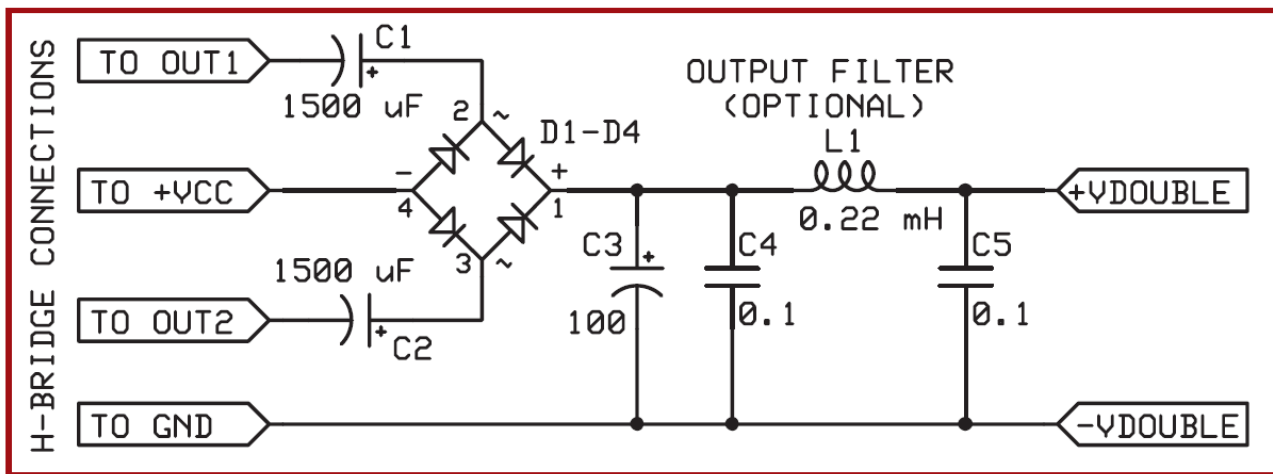 H-BRIDGE CONNECTIONS
TO OUT1
C1
+
1500 uF
2
~
D1-D4
OUTPUT FILTER
(OPTIONAL)
L1
0.22 mH
TO +VCC
-
4
+
1
+VDOUBLE
C3
+
100
C4
0.1
C5
0.1
3
~
1500 uF
TO OUT2
+
C2
TO GND
-VDOUBLE